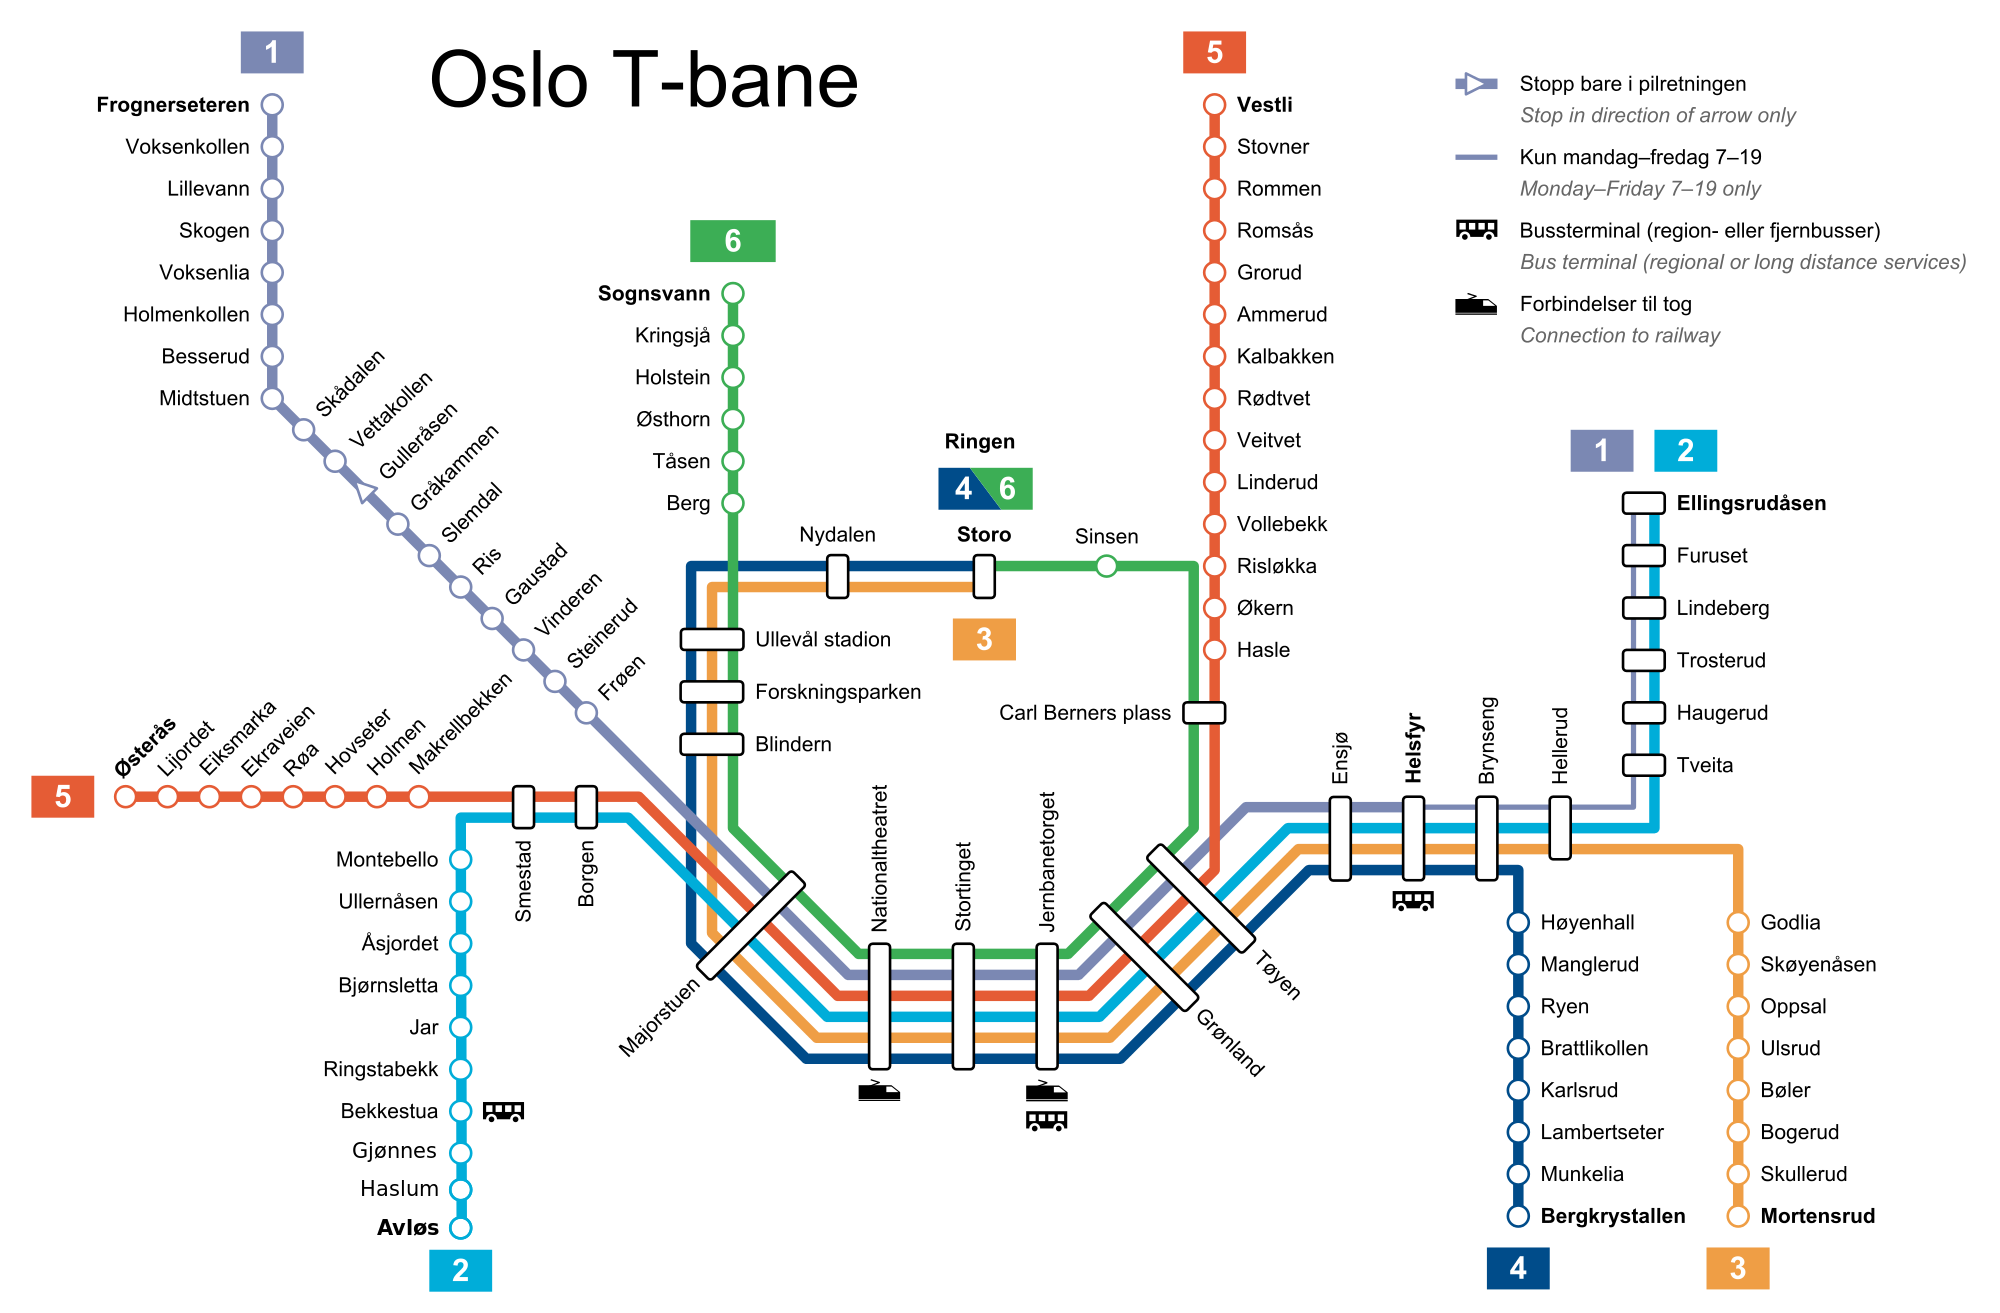 Oslo T-bane
1
Frognerseteren
Voksenkollen
Lillevann
Skogen
Voksenlia
Holmenkollen
Besserud
Midtstuen
Skådalen
Vettakollen
Gulleråsen
Gråkammen
Slemdal
Ris
Gaustad
Vinderen
Steinerud
Frøen
6
Sognsvann
Kringsjå
Holstein
Østhorn
Tåsen
Berg
Ringen
4 6
Nydalen
Storo
Sinsen
3
Ullevål stadion
Forskningsparken
Blindern
5
Vestli
Stovner
Rommen
Romsås
Grorud
Ammerud
Kalbakken
Rødtvet
Veitvet
Linderud
Vollebekk
Risløkka
Økern
Hasle
Carl Berners plass
Stopp bare i pilretningen
Stop in direction of arrow only
Kun mandag–fredag 7–19
Monday–Friday 7–19 only
Bussterminal (region- eller fjernbusser)
Bus terminal (regional or long distance services)
Forbindelser til tog
Connection to railway
1 2
Ellingsrudåsen
Furuset
Lindeberg
Trosterud
Haugerud
Tveita
5
Østerås
Lijordet
Eiksmarka
Ekraveien
Røa
Hovseter
Holmen
Makrellbekken
Smestad
Borgen
Montebello
Ullernåsen
Åsjordet
Bjørnsletta
Jar
Ringstabekk
Bekkestua
Gjønnes
Haslum
Avløs
2
Majorstuen
Nationaltheatret
Stortinget
Jernbanetorget
Grønland
Tøyen
Ensjø
Helsfyr
Brynseng
Hellerud
Høyenhall
Manglerud
Ryen
Brattlikollen
Karlsrud
Lambertseter
Munkelia
Bergkrystallen
4
Godlia
Skøyenåsen
Oppsal
Ulsrud
Bøler
Bogerud
Skullerud
Mortensrud
3